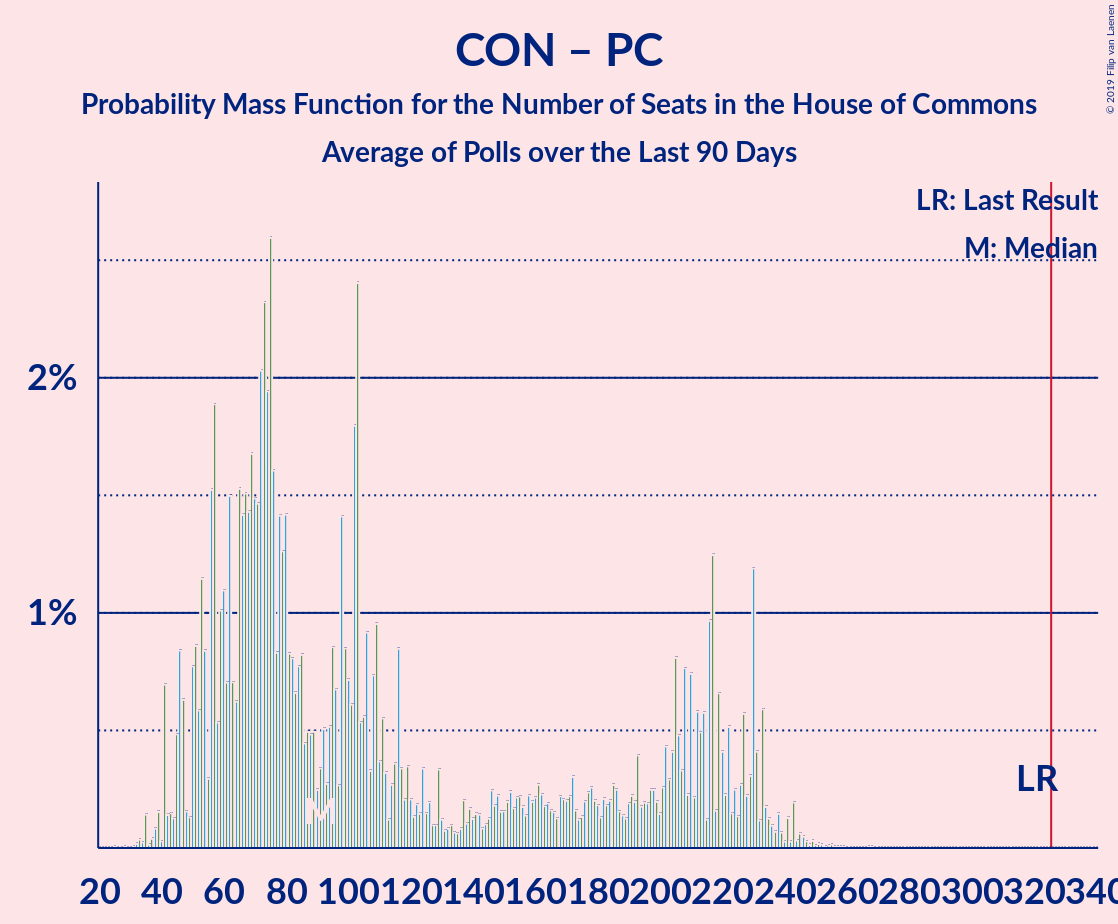 CON – PC
Probability Mass Function for the Number of Seats in the House of Commons
Average of Polls over the Last 90 Days
© 2019 Filip van Laenen
LR: Last Result
M: Median
2%
1%
M
LR
20 40 60 80 100 120 140 160 180 200 220 240 260 280 300 320 340